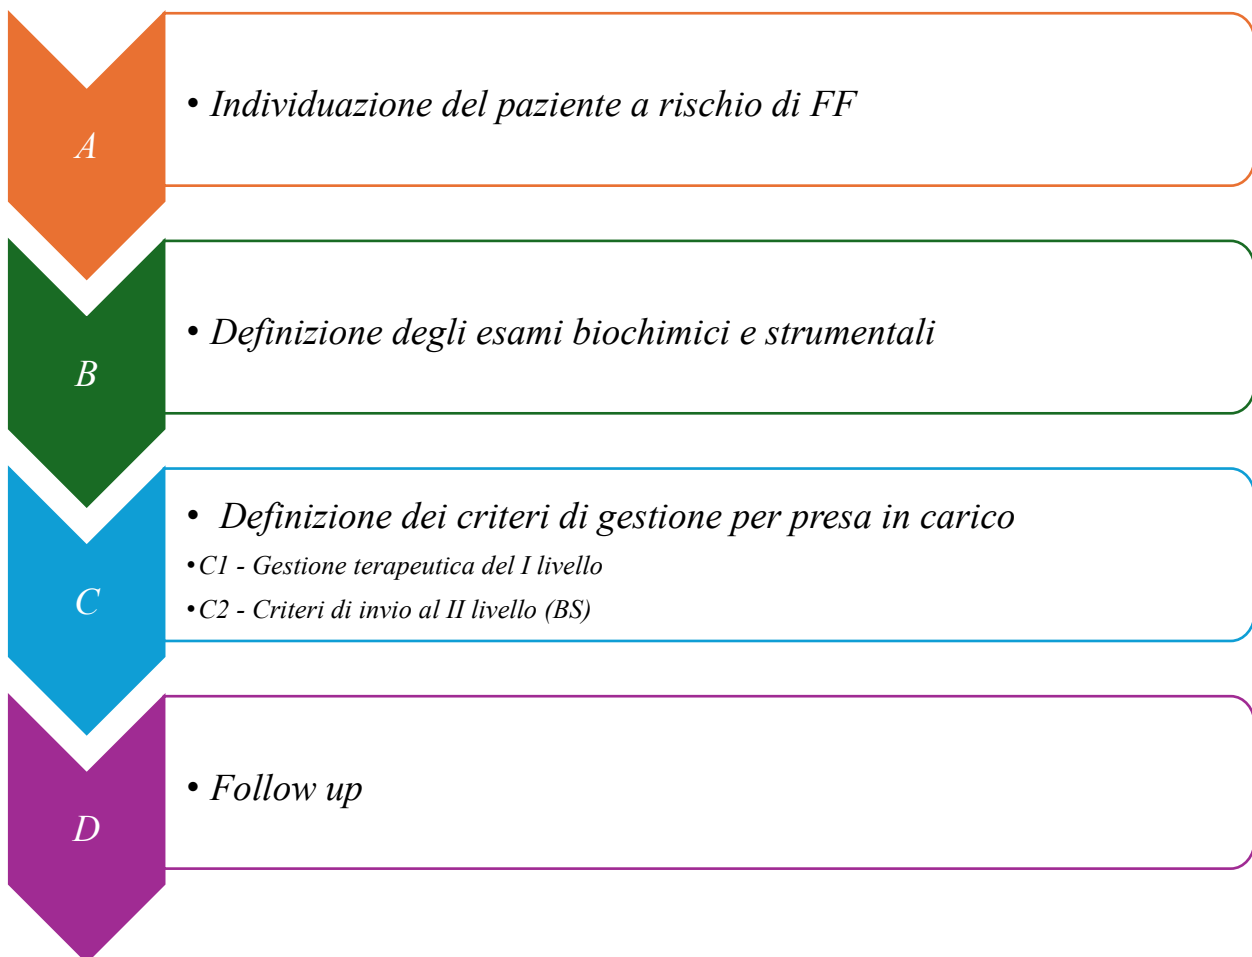 A
• Individuazione del paziente a rischio di FF
B
• Definizione degli esami biochimici e strumentali
C
• Definizione dei criteri di gestione per presa in carico
• C1 - Gestione terapeutica del I livello
• C2 - Criteri di invio al II livello (BS)
D
• Follow up